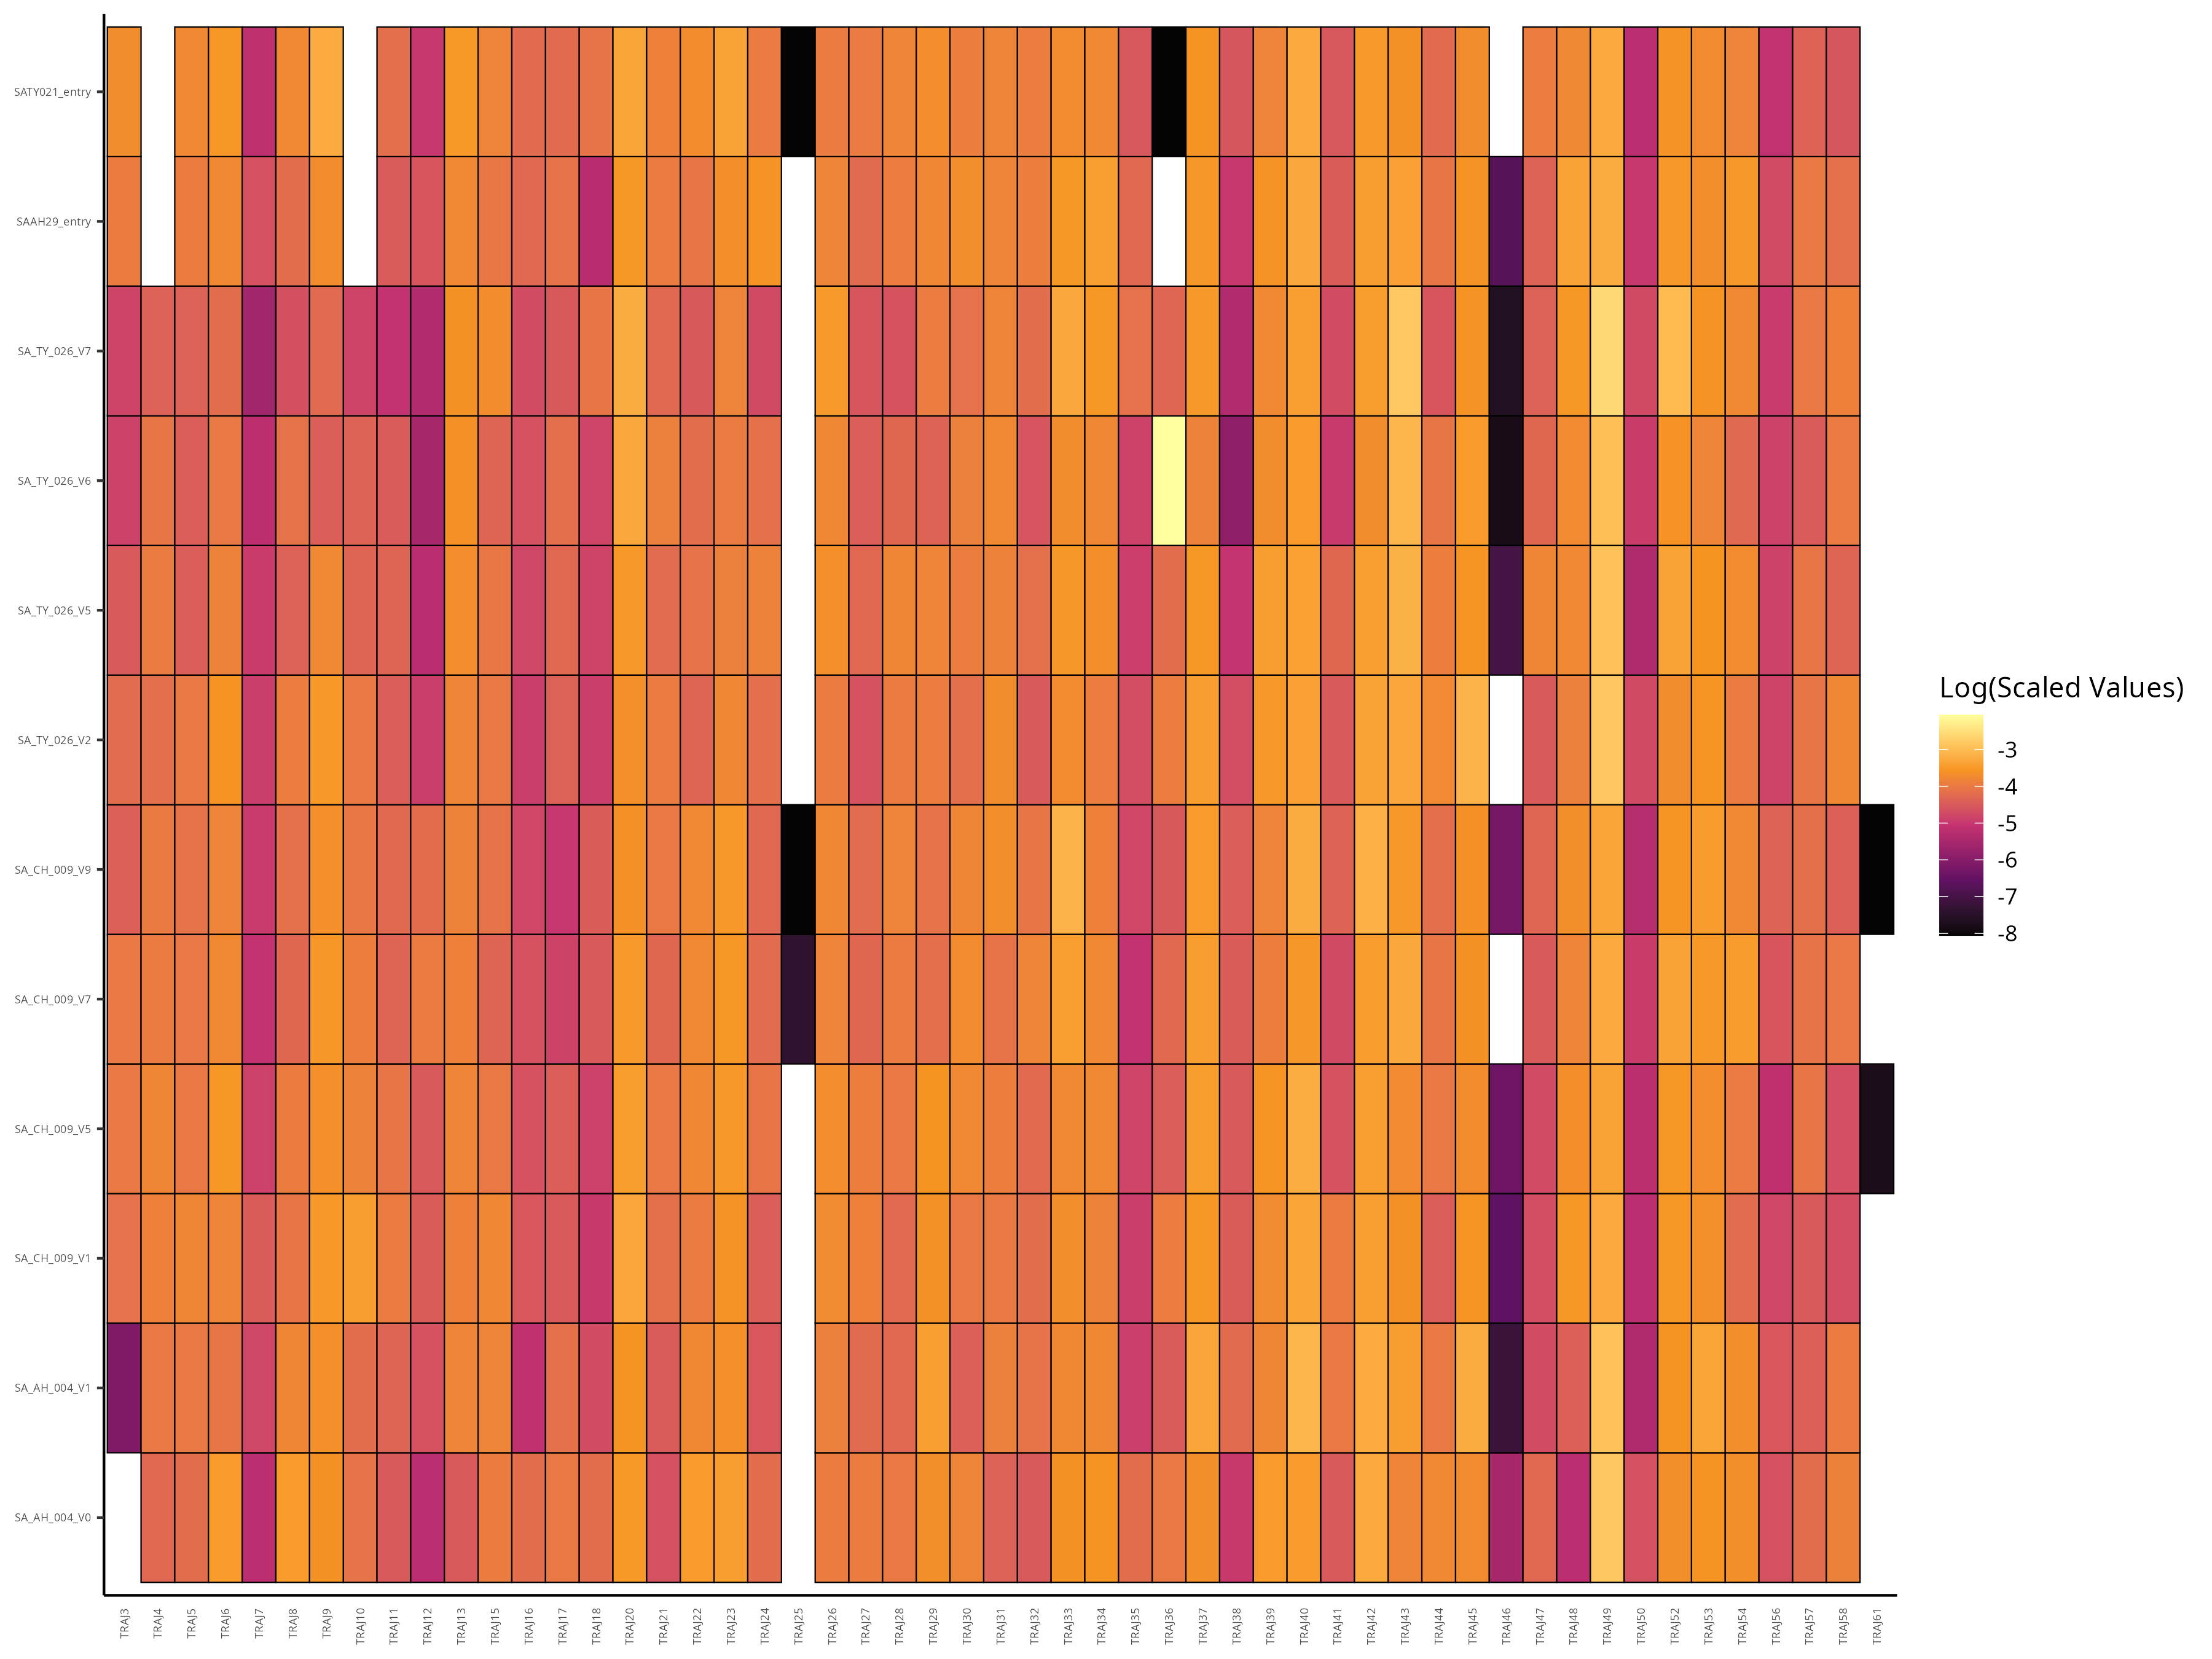 SATY021_entry
SAAH29_entry
SA_TY_026_V7
SA_TY_026_V6
SA_TY_026_V5
SA_TY_026_V2
SA_CH_009_V9
SA_CH_009_V7
SA_CH_009_V5
SA_CH_009_V1
SA_AH_004_V1
SA_AH_004_V0
TRAJ3
TRAJ4
TRAJ5
TRAJ6
TRAJ7
TRAJ8
TRAJ9
TRAJ10
TRAJ11
TRAJ12
TRAJ13
TRAJ15
TRAJ16
TRAJ17
TRAJ18
TRAJ20
TRAJ21
TRAJ22
TRAJ23
TRAJ24
TRAJ25
TRAJ26
TRAJ27
TRAJ28
TRAJ29
TRAJ30
TRAJ31
TRAJ32
TRAJ33
TRAJ34
TRAJ35
TRAJ36
TRAJ37
TRAJ38
TRAJ39
TRAJ40
TRAJ41
TRAJ42
TRAJ43
TRAJ44
TRAJ45
TRAJ46
TRAJ47
TRAJ48
TRAJ49
TRAJ50
TRAJ52
TRAJ53
TRAJ54
TRAJ56
TRAJ57
TRAJ58
TRAJ61
Log(Scaled Values)
-3
-4
-5
-6
-7
-8